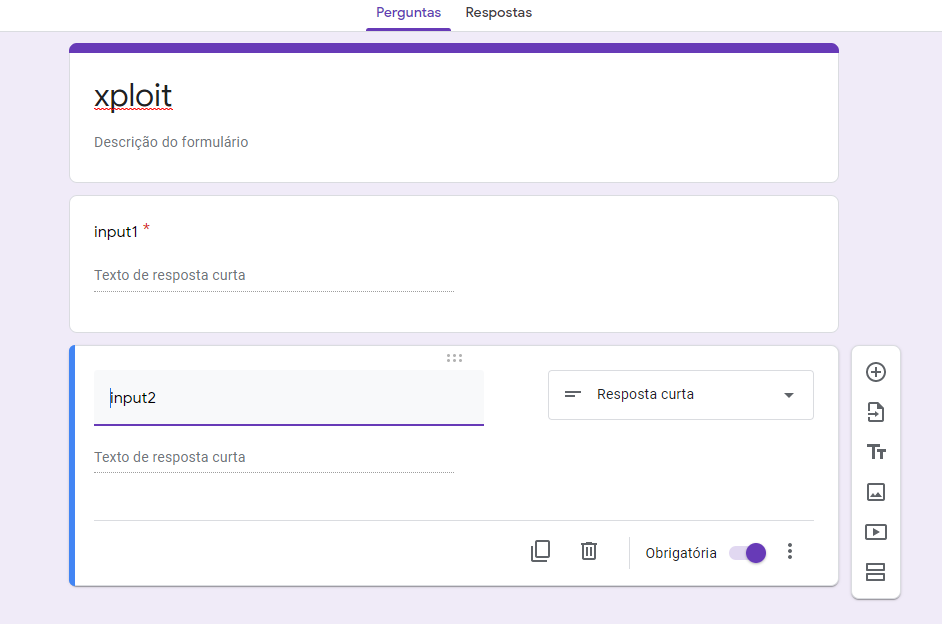 Perguntas Respostas
xploit
Descrição do formulário
input1 *
Texto de resposta curta
input2
Resposta curta
Texto de resposta curta
Obrigatória